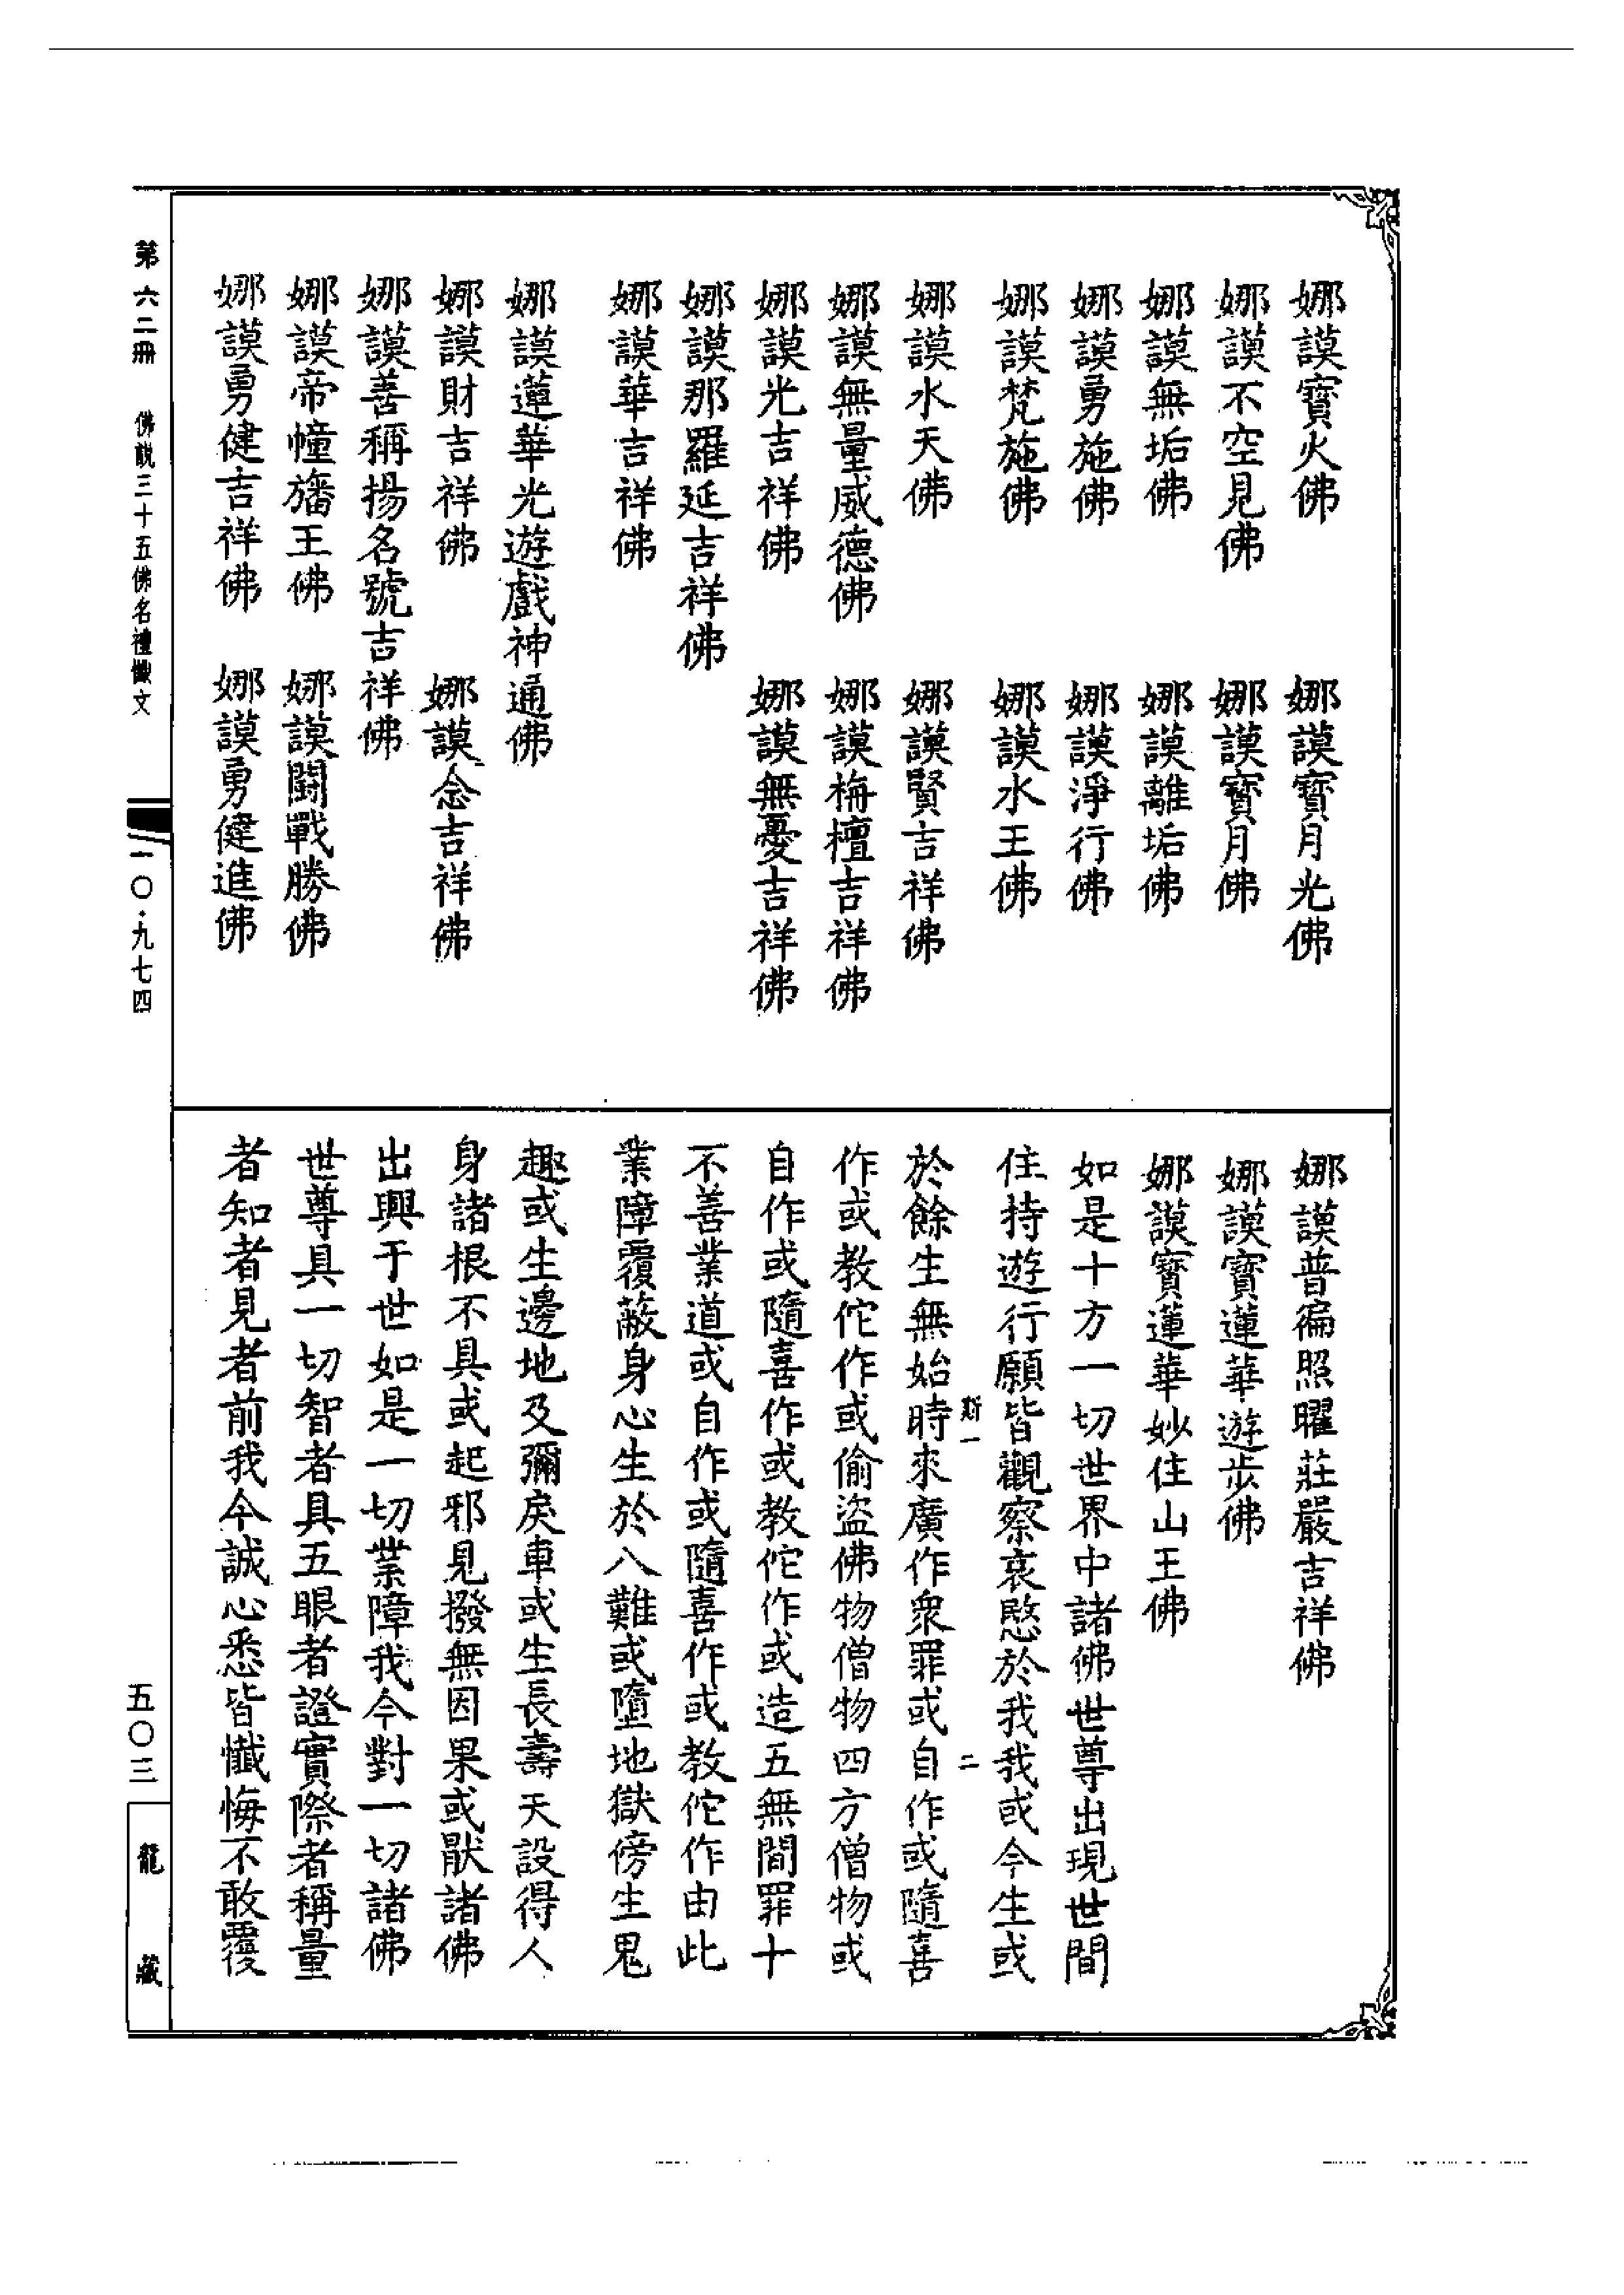 娜謨寶火佛　娜謨寶月光佛
娜謨不空見佛　娜謨寶月佛
娜謨無垢佛　娜謨離垢佛
娜謨勇施佛　娜謨淨行佛
娜謨梵施佛　娜謨水王佛
娜謨水天佛　娜謨賢吉祥佛
娜謨無量威德佛　娜謨栴檀吉祥佛
娜謨光吉祥佛　娜謨無憂吉祥佛
娜謨那羅延吉祥佛
娜謨華吉祥佛
娜謨蓮華光遊戲神通佛
娜謨財吉祥佛　娜謨念吉祥佛
娜謨善稱揚名號吉祥佛
娜謨帝幢旛王佛　娜謨鬪戰勝佛
娜謨勇健吉祥佛　娜謨勇健進佛
娜謨普徧照曜莊嚴吉祥佛
娜謨寶蓮華遊步佛
娜謨寶蓮華妙住山王佛
如是十方一切世界中諸佛世尊出現世間
住持遊行願皆觀察哀愍於我我或今生或
於餘生無始時來廣作衆罪或自作或隨喜
作或教佗作或偷盜佛物僧物四方僧物或
自作或隨喜作或教佗作或造五無間罪十
不善業道或自作或隨喜作或教佗作由此
業障覆蔽身心生於八難或墮地獄傍生鬼
趣或生邊地及彌戾車或生長壽天設得人
身諸根不具或起邪見撥無因果或猒諸佛
出興于世如是一切業障我今對一切諸佛
世尊具一切智者具五眼者證實際者稱量
者知者見者前我今誠心悉皆懺悔不敢覆
斯一　二
第六二冊　佛說三十五佛名禮懺文　一〇·九七四
五〇三
龍藏